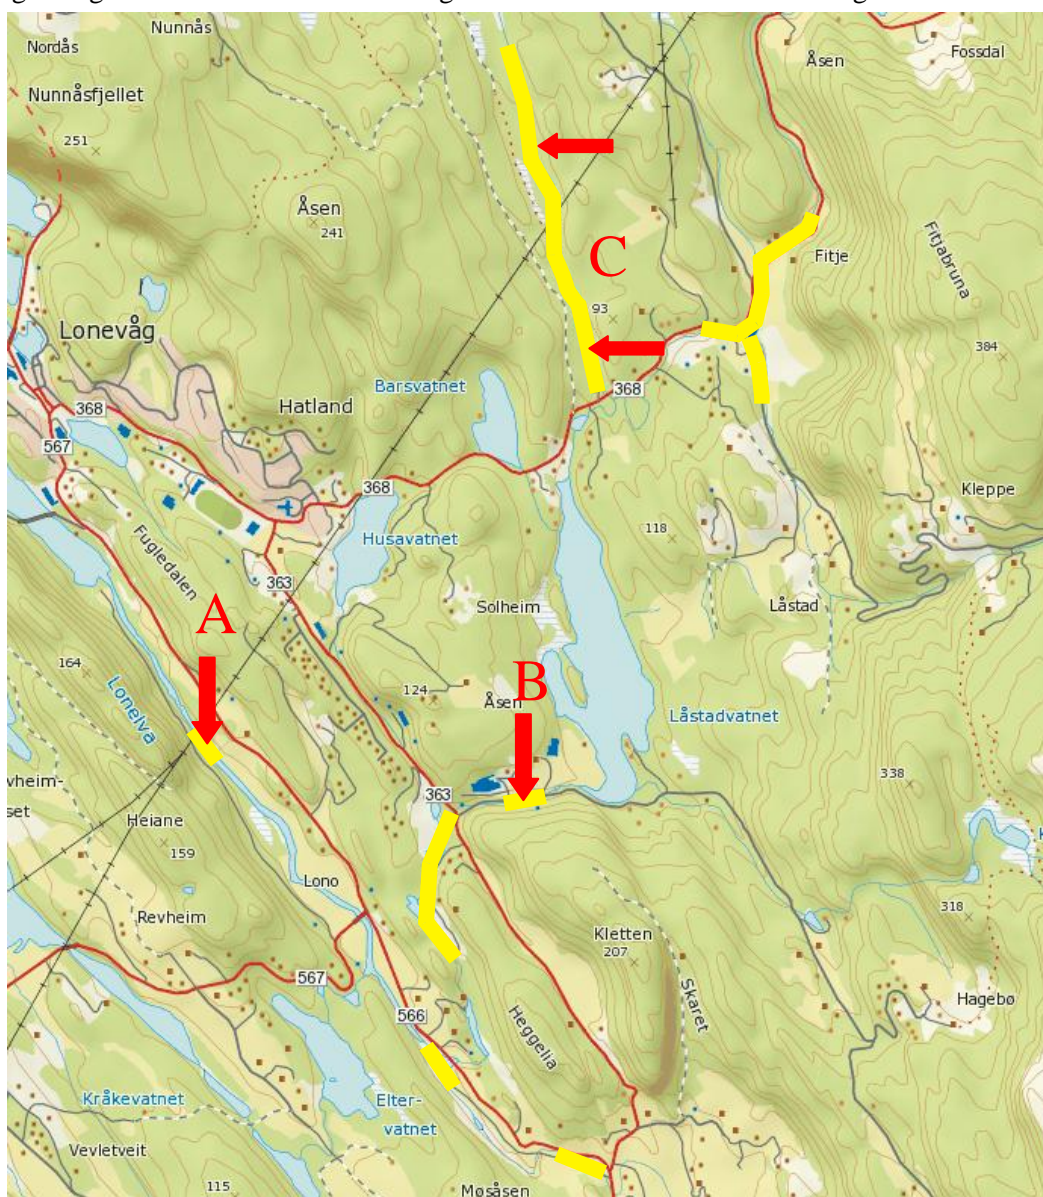 Nunnås
Nordås
Åsen
Fossdal
Nunnåsfjellet
251
Åsen
241
Fitjabruna
Fitje
C
93
384
Lonevåg
Barsvatnet
368
Hatland
368
567
368
Kleppe
Fugledalen
Husavatnet
118
363
Solheim
Låstad
A
164
Lonelva
124
Åsen
B
Låstadvatnet
338
363
Heiane
159
Lono
318
Revheim
Kletten
207
567
Skaret
Hagebø
566
Heggelia
Kråkevatnet
Elter-
vatnet
Vevletveit
115
Møsåsen